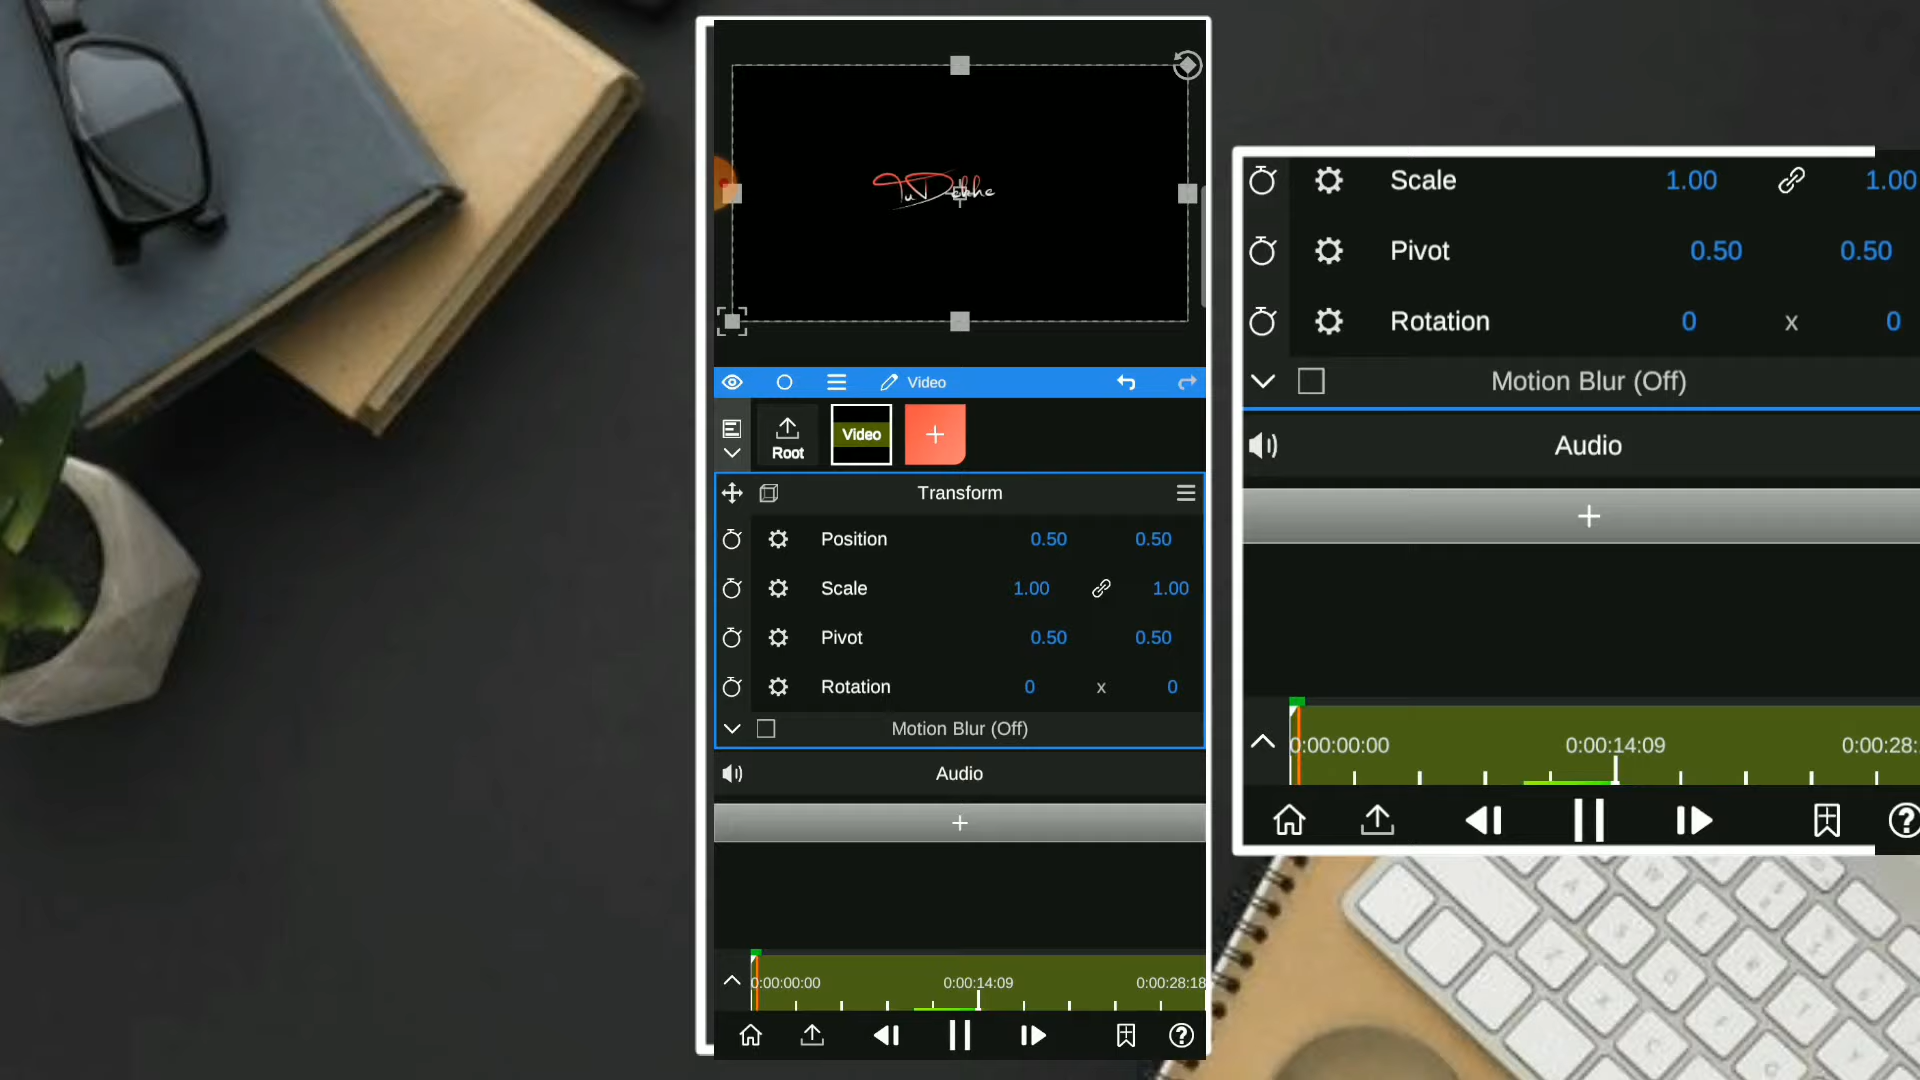 Tu Dekhe
Video
Root
Video
+
Transform
Position 0.50 0.50
Scale 1.00 1.00
Pivot 0.50 0.50
Rotation 0 x 0
Motion Blur (Off)
Audio
+
0:00:00:00 0:00:14:09 0:00:28:18
Scale 1.00 1.00
Pivot 0.50 0.50
Rotation 0 x 0
Motion Blur (Off)
Audio
+
0:00:00:00 0:00:14:09 0:00:28: